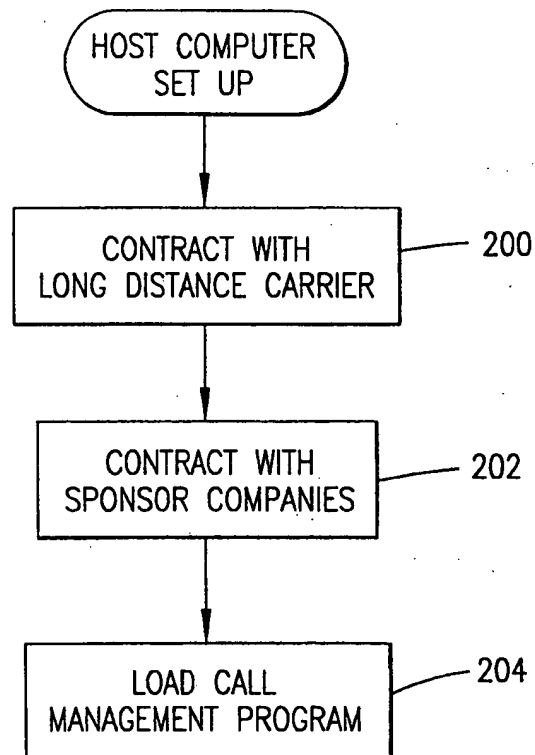 HOST COMPUTER
SET UP
CONTRACT WITH
LONG DISTANCE CARRIER
200
CONTRACT WITH
SPONSOR COMPANIES
202
LOAD CALL
MANAGEMENT PROGRAM
204